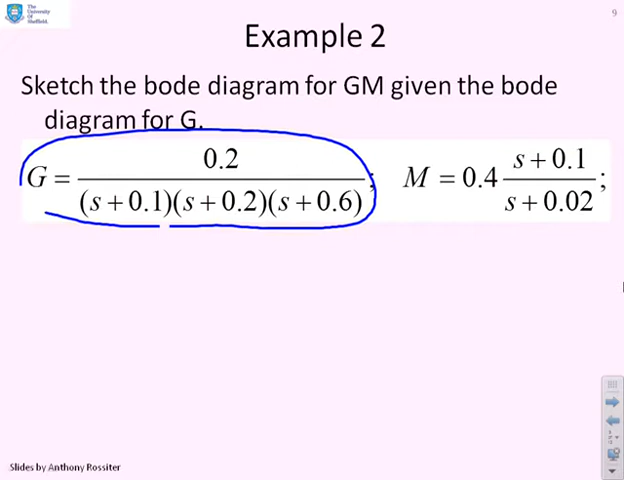 The University Of Sheffield.
9
Example 2
Sketch the bode diagram for GM given the bode
diagram for G.
G = 0.2 / (s + 0.1)(s + 0.2)(s + 0.6) ; M = 0.4 (s + 0.1) / (s + 0.02) ;
Slides by Anthony Rossiter